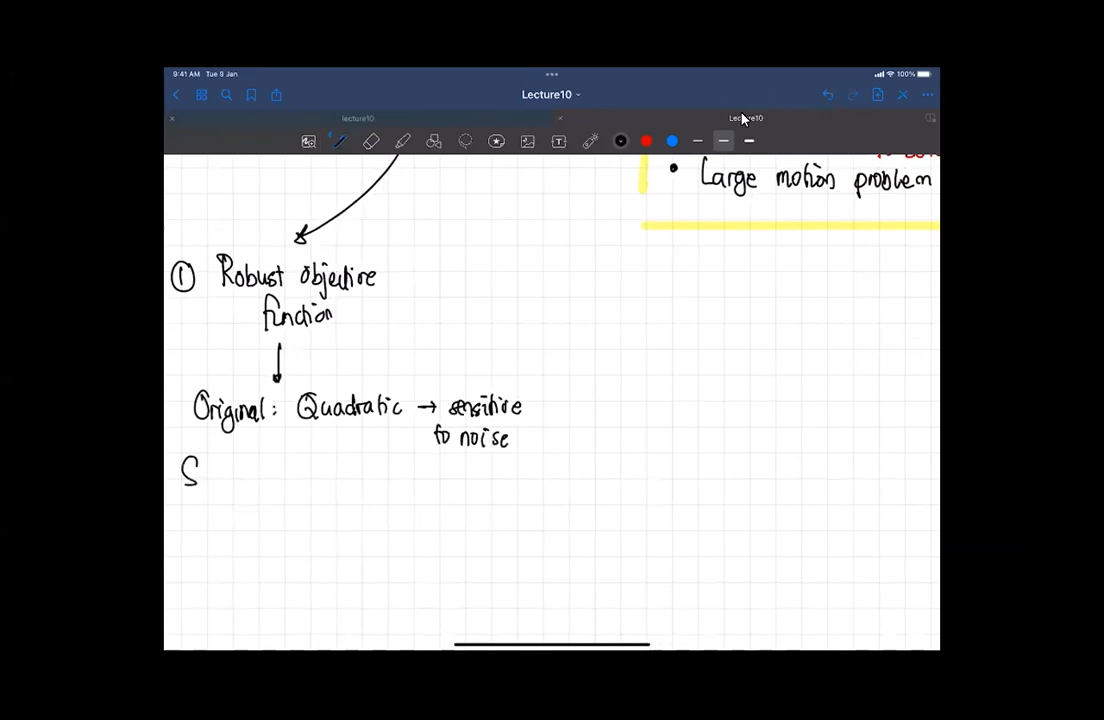 9:41 AM Tue 9 Jan
100%
Lecture10
lecture10
Lecture10
Large motion problem
① Robust objective
function
Original: Quadratic → sensitive
to noise
S